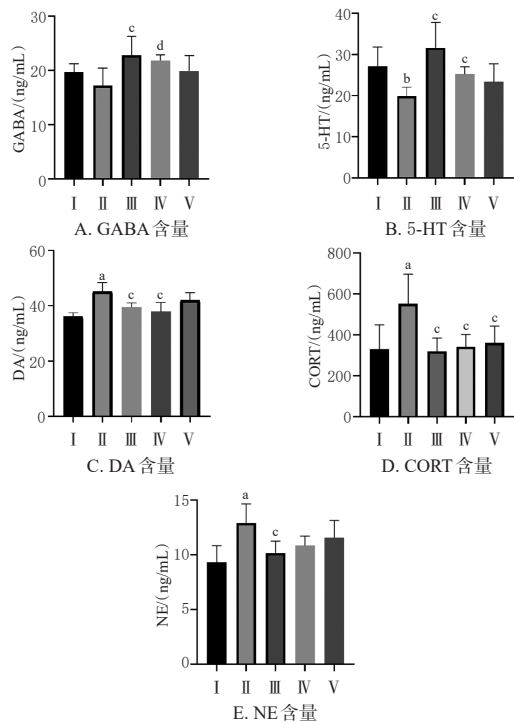 30
20
10
0
GABA/(ng/mL)
c
d
Ⅰ Ⅱ Ⅲ Ⅳ Ⅴ
A. GABA 含量
40
30
20
10
0
5-HT/(ng/mL)
b
c
c
Ⅰ Ⅱ Ⅲ Ⅳ Ⅴ
B. 5-HT 含量
60
40
20
0
DA/(ng/mL)
a
c
c
Ⅰ Ⅱ Ⅲ Ⅳ Ⅴ
C. DA 含量
800
600
400
200
0
CORT/(ng/mL)
a
c
c
c
Ⅰ Ⅱ Ⅲ Ⅳ Ⅴ
D. CORT 含量
15
10
5
0
NE/(ng/mL)
a
c
Ⅰ Ⅱ Ⅲ Ⅳ Ⅴ
E. NE 含量